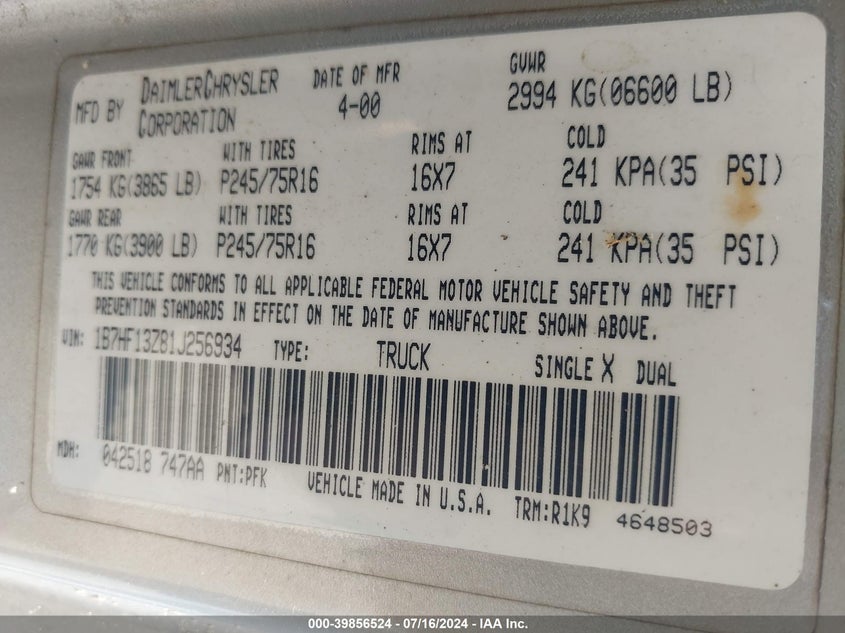 MFD BY DAIMLERCHRYSLER CORPORATION DATE OF MFR 4-00 GVWR 2994 KG(06600 LB)
GAWR FRONT WITH TIRES RIMS AT COLD
1754 KG(3865 LB) P245/75R16 16X7 241 KPA(35 PSI)
GAWR REAR WITH TIRES RIMS AT COLD
1770 KG(3900 LB) P245/75R16 16X7 241 KPA(35 PSI)
THIS VEHICLE CONFORMS TO ALL APPLICABLE FEDERAL MOTOR VEHICLE SAFETY AND THEFT
PREVENTION STANDARDS IN EFFECT ON THE DATE OF MANUFACTURE SHOWN ABOVE.
VIN: 1B7HF13Z81J256934 TYPE: TRUCK SINGLE X DUAL
MDH: 042518 747AA PNT:PFK VEHICLE MADE IN U.S.A. TRM:R1K9 4648503
000-39856524 - 07/16/2024 - IAA Inc.